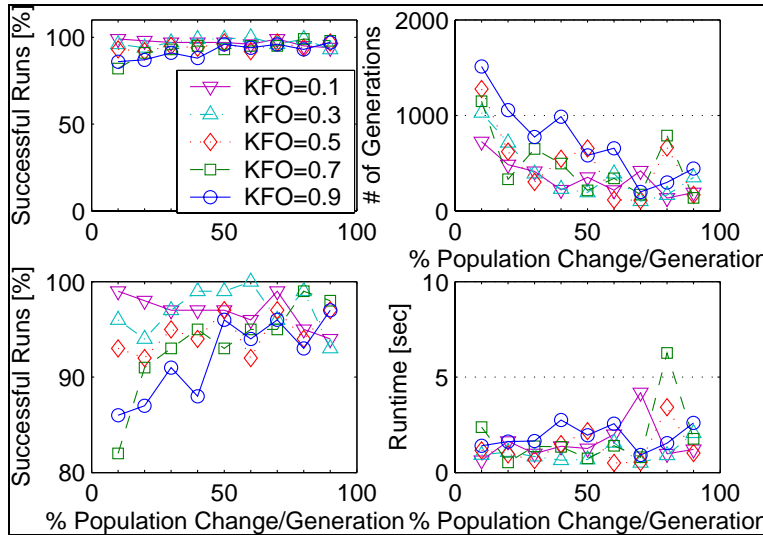 Successful Runs [%]
100
50
0
0
50
100
KFO=0.1
KFO=0.3
KFO=0.5
KFO=0.7
KFO=0.9
# of Generations
2000
1000
0
0
50
100
% Population Change/Generation
Successful Runs [%]
100
90
80
0
50
100
% Population Change/Generation
Runtime [sec]
10
5
0
0
50
100
% Population Change/Generation